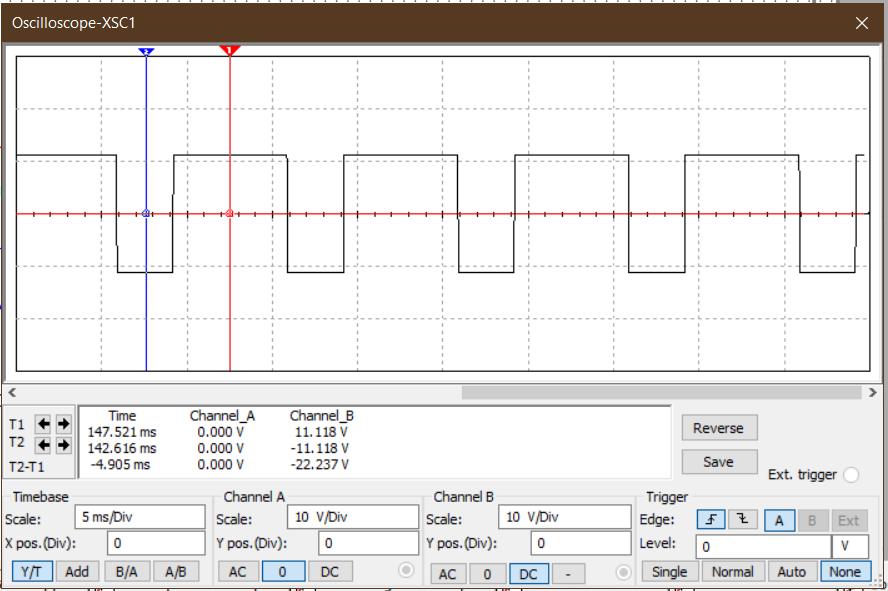 Oscilloscope-XSC1
2 1
T1
T2
T2-T1
Time Channel_A Channel_B
147.521 ms 0.000 V 11.118 V
142.616 ms 0.000 V -11.118 V
-4.905 ms 0.000 V -22.237 V
Reverse
Save
Ext. trigger
Timebase
Scale: 5 ms/Div
X pos.(Div): 0
Y/T Add B/A A/B
Channel A
Scale: 10 V/Div
Y pos.(Div): 0
AC 0 DC
Channel B
Scale: 10 V/Div
Y pos.(Div): 0
AC 0 DC -
Trigger
Edge: A B Ext
Level: 0 V
Single Normal Auto None